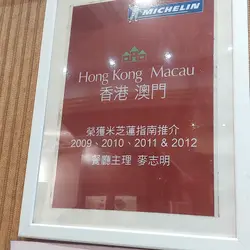 MICHELIN
Hong Kong Macau
香港 澳門
榮獲米芝蓮指南推介
2009、2010、2011 & 2012
餐廳主理 麥志明